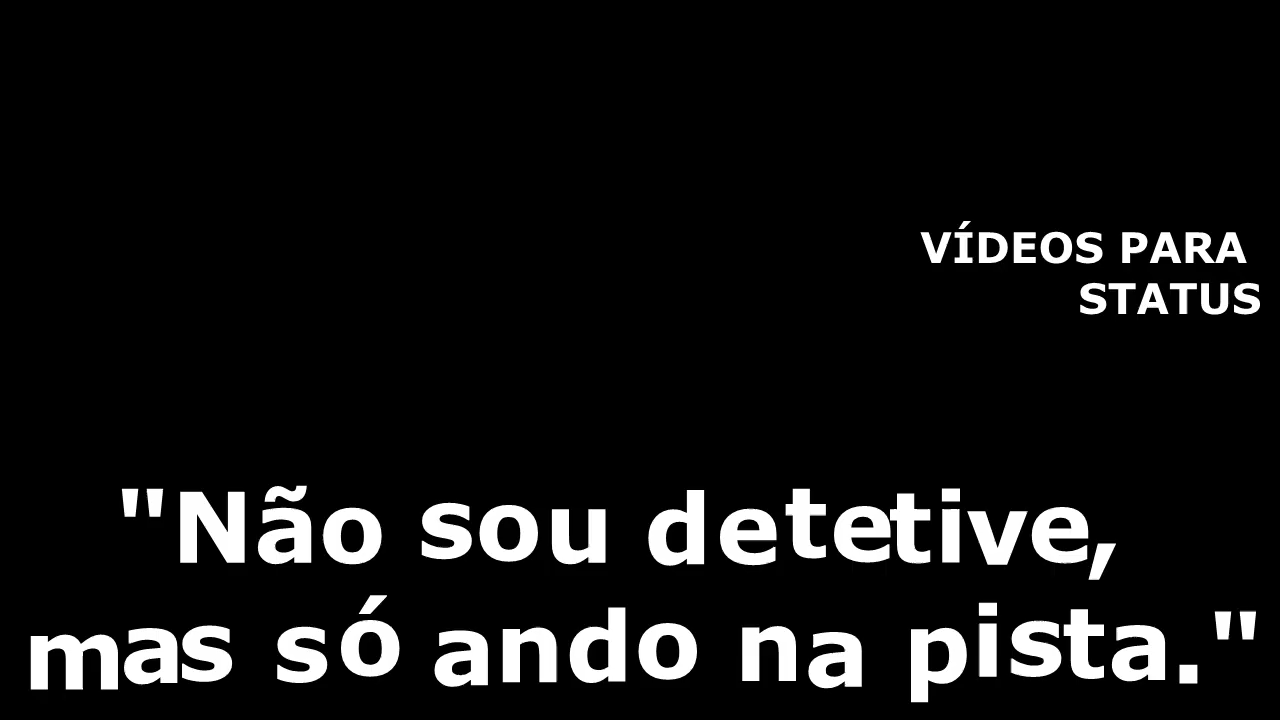 VÍDEOS PARA
STATUS
"Não sou detetive,
mas só ando na pista."